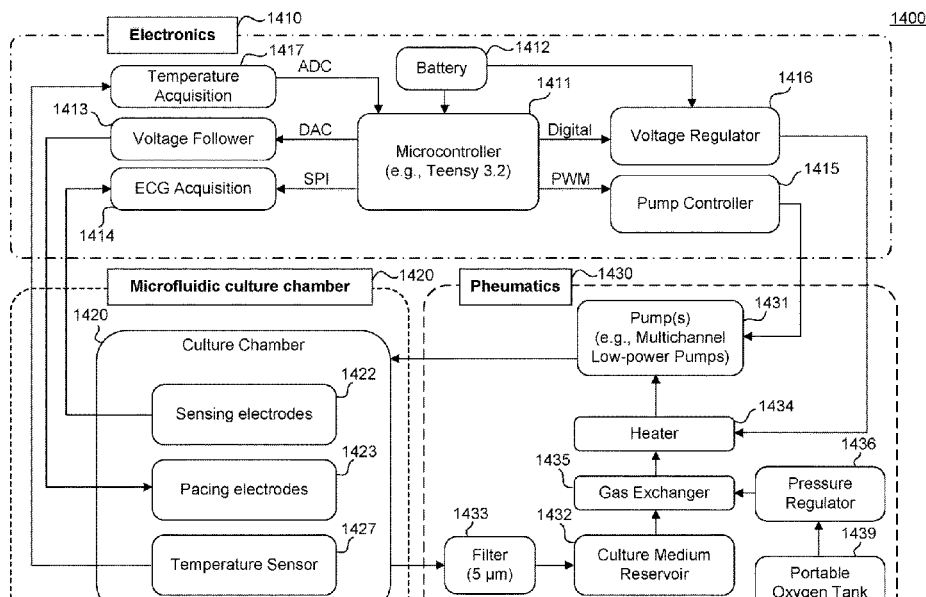 1400
Electronics
1410
1417
Temperature
Acquisition
ADC
Battery
1412
1411
1416
1413
Voltage Follower
DAC
Microcontroller
(e.g., Teensy 3.2)
Digital
Voltage Regulator
ECG Acquisition
SPI
PWM
1415
Pump Controller
1414
Microfluidic culture chamber
1420
Pneumatics
1430
1420
Culture Chamber
Pump(s)
(e.g., Multichannel
Low-power Pumps)
1431
1422
Sensing electrodes
1434
Heater
1423
Pacing electrodes
1435
Gas Exchanger
1436
Pressure
Regulator
1427
Temperature Sensor
1433
Filter
(5 µm)
1432
Culture Medium
Reservoir
1439
Portable
Oxygen Tank